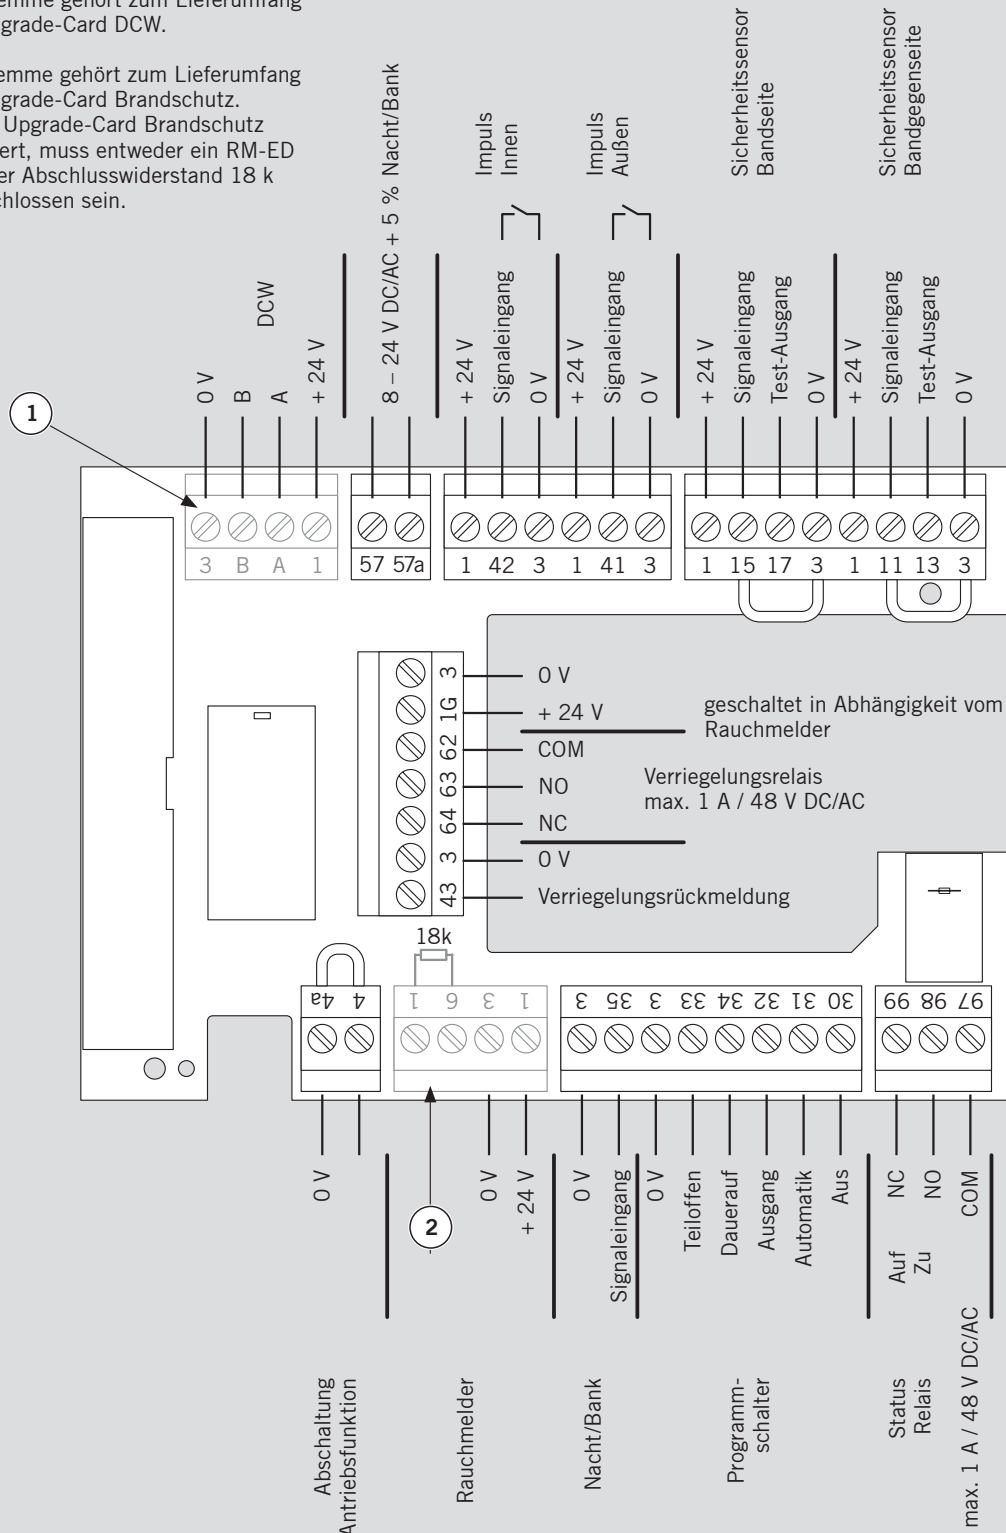 emme gehört zum Lieferumfang
grade-Card DCW.
emme gehört zum Lieferumfang
grade-Card Brandschutz.
Upgrade-Card Brandschutz
ert, muss entweder ein RM-ED
er Abschlusswiderstand 18 k
chlossen sein.
8 – 24 V DC/AC + 5 % Nacht/Bank
Impuls
Innen
Impuls
Außen
Sicherheitssensor
Bandseite
Sicherheitssensor
Bandgegenseite
DCW
0 V
B
A
+ 24 V
+ 24 V
Signaleingang
0 V
+ 24 V
Signaleingang
0 V
+ 24 V
Signaleingang
Test-Ausgang
0 V
+ 24 V
Signaleingang
Test-Ausgang
0 V
1
3 B A 1
57 57a
1 42 3 1 41 3
1 15 17 3 1 11 13 3
3 0 V
1G + 24 V
geschaltet in Abhängigkeit vom
Rauchmelder
62 COM
63 NO
64 NC
Verriegelungsrelais
max. 1 A / 48 V DC/AC
3 0 V
43 Verriegelungsrückmeldung
18k
4a 4
1 6 3 1
3 35 3 33 34 32 31 30
99 98 97
2
0 V
0 V
+ 24 V
0 V
Signaleingang
0 V
Teiloffen
Dauerauf
Ausgang
Automatik
Aus
NC
NO
COM
Auf
Zu
Abschaltung
Antriebsfunktion
Rauchmelder
Nacht/Bank
Programm-
schalter
Status
Relais
max. 1 A / 48 V DC/AC